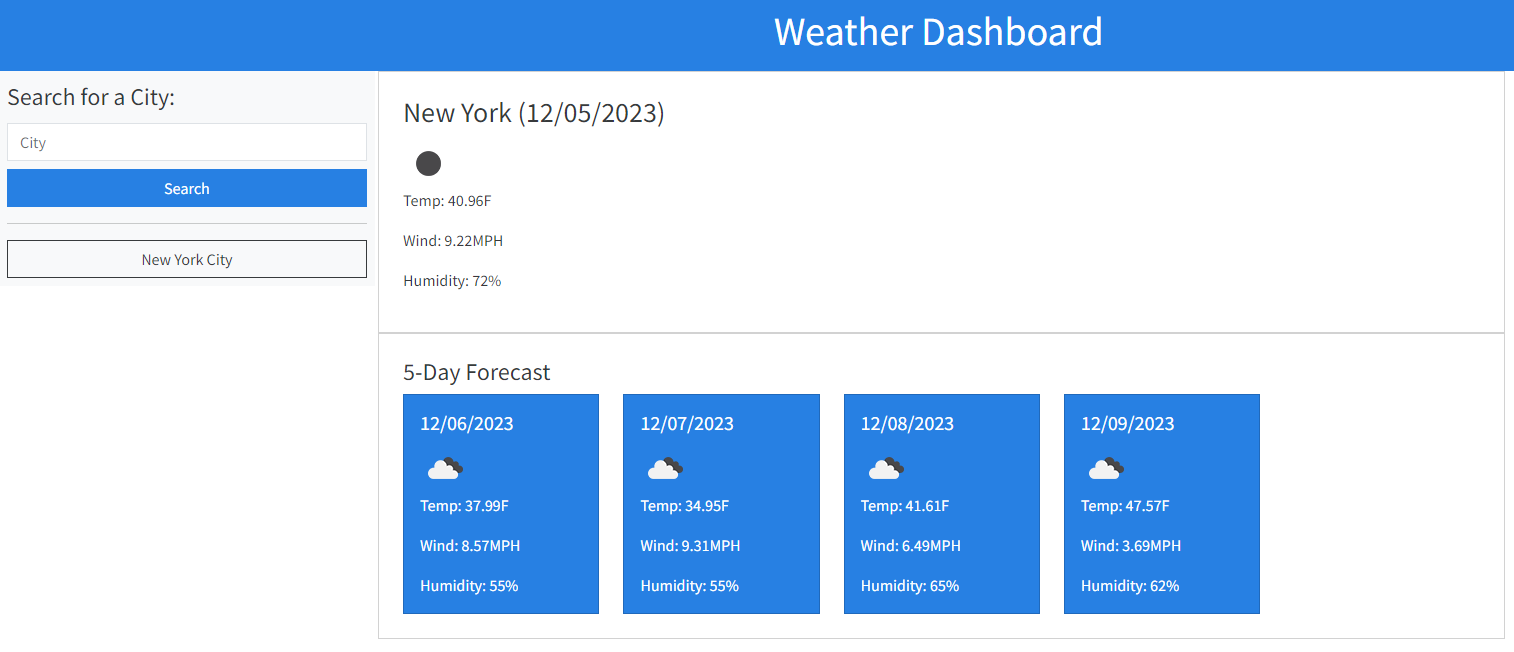 Weather Dashboard
Search for a City:
City
Search
New York City
New York (12/05/2023)
Temp: 40.96F
Wind: 9.22MPH
Humidity: 72%
5-Day Forecast
12/06/2023
Temp: 37.99F
Wind: 8.57MPH
Humidity: 55%
12/07/2023
Temp: 34.95F
Wind: 9.31MPH
Humidity: 55%
12/08/2023
Temp: 41.61F
Wind: 6.49MPH
Humidity: 65%
12/09/2023
Temp: 47.57F
Wind: 3.69MPH
Humidity: 62%